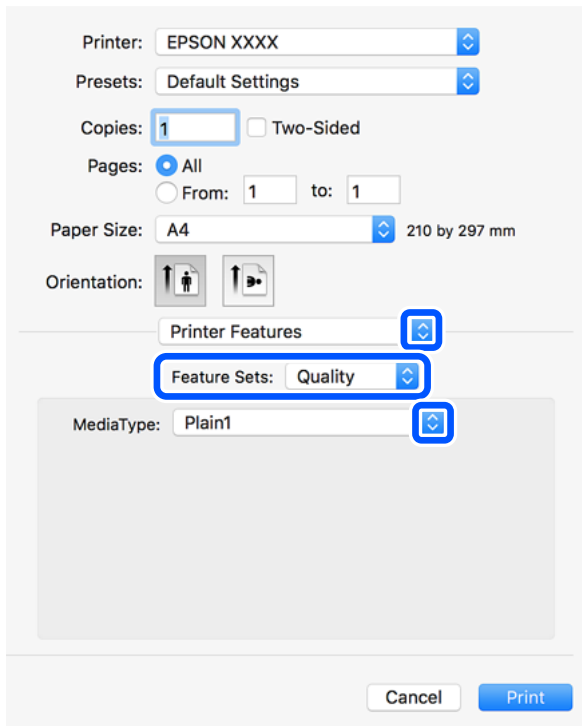 Printer: EPSON XXXX
Presets: Default Settings
Copies: 1 Two-Sided
Pages: All
From: 1 to: 1
Paper Size: A4 210 by 297 mm
Orientation:
Printer Features
Feature Sets: Quality
MediaType: Plain1
Cancel Print